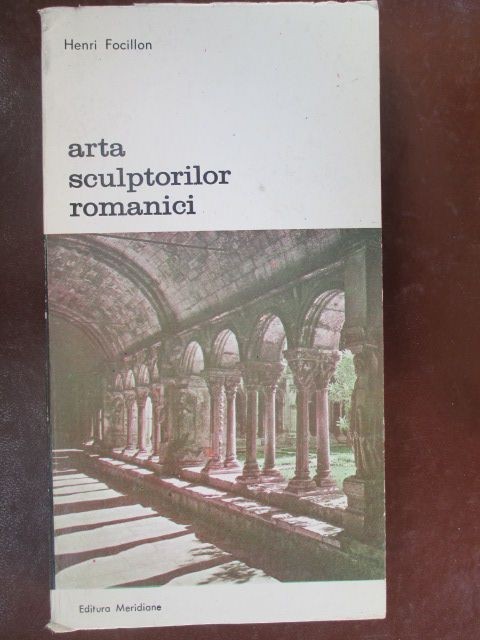 Henri Focillon
arta
sculptorilor
romanici
Editura Meridiane